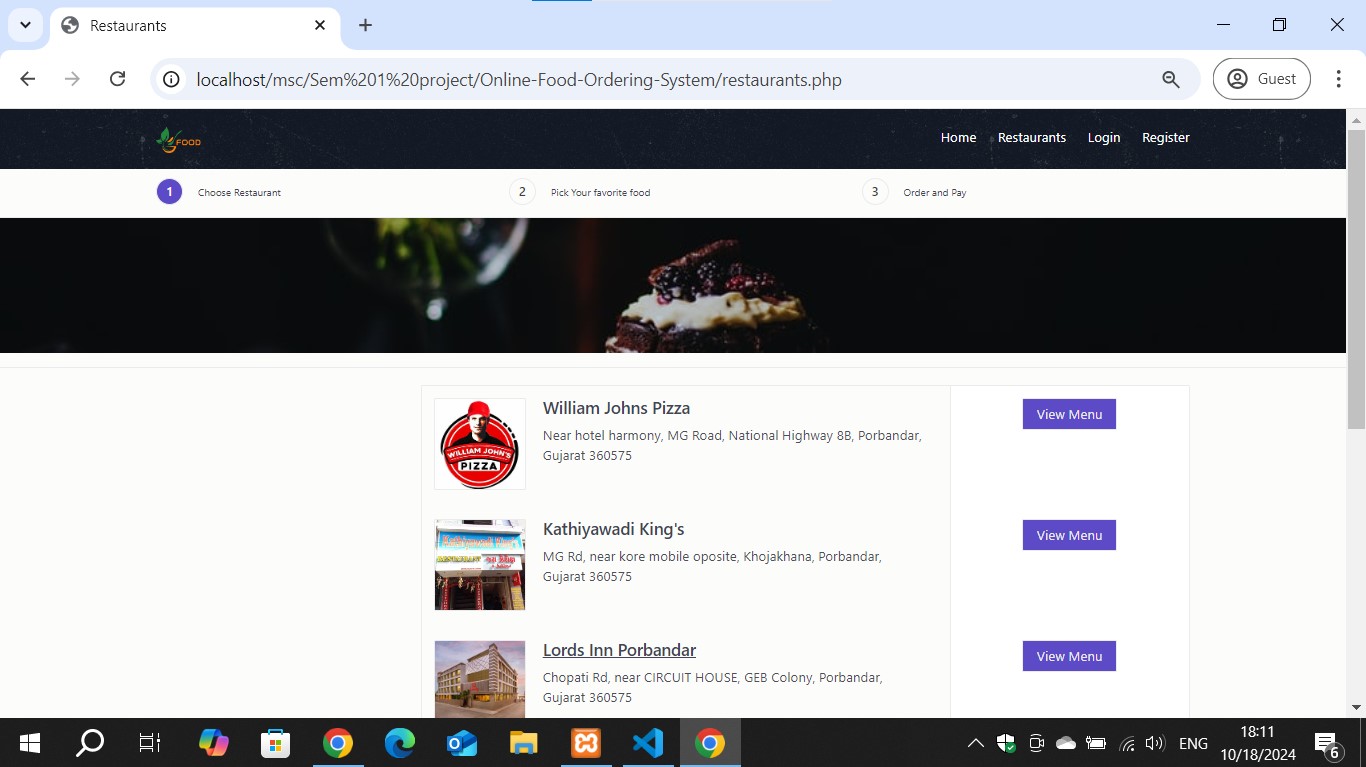 Restaurants
localhost/msc/Sem%201%20project/Online-Food-Ordering-System/restaurants.php
Guest
FOOD
Home Restaurants Login Register
1 Choose Restaurant 2 Pick Your favorite food 3 Order and Pay
William Johns Pizza
View Menu
Near hotel harmony, MG Road, National Highway 8B, Porbandar,
Gujarat 360575
WILLIAM JOHN'S
PIZZA
Kathiyawadi King's
View Menu
MG Rd, near kore mobile oposite, Khojakhana, Porbandar,
Gujarat 360575
Lords Inn Porbandar
View Menu
Chopati Rd, near CIRCUIT HOUSE, GEB Colony, Porbandar,
Gujarat 360575
ENG
18:11
10/18/2024
6